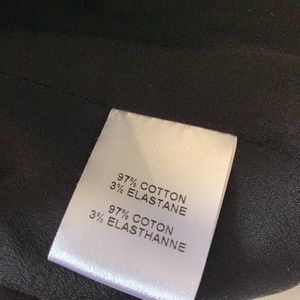 97% COTTON
3% ELASTANE
97% COTON
3% ELASTHANNE